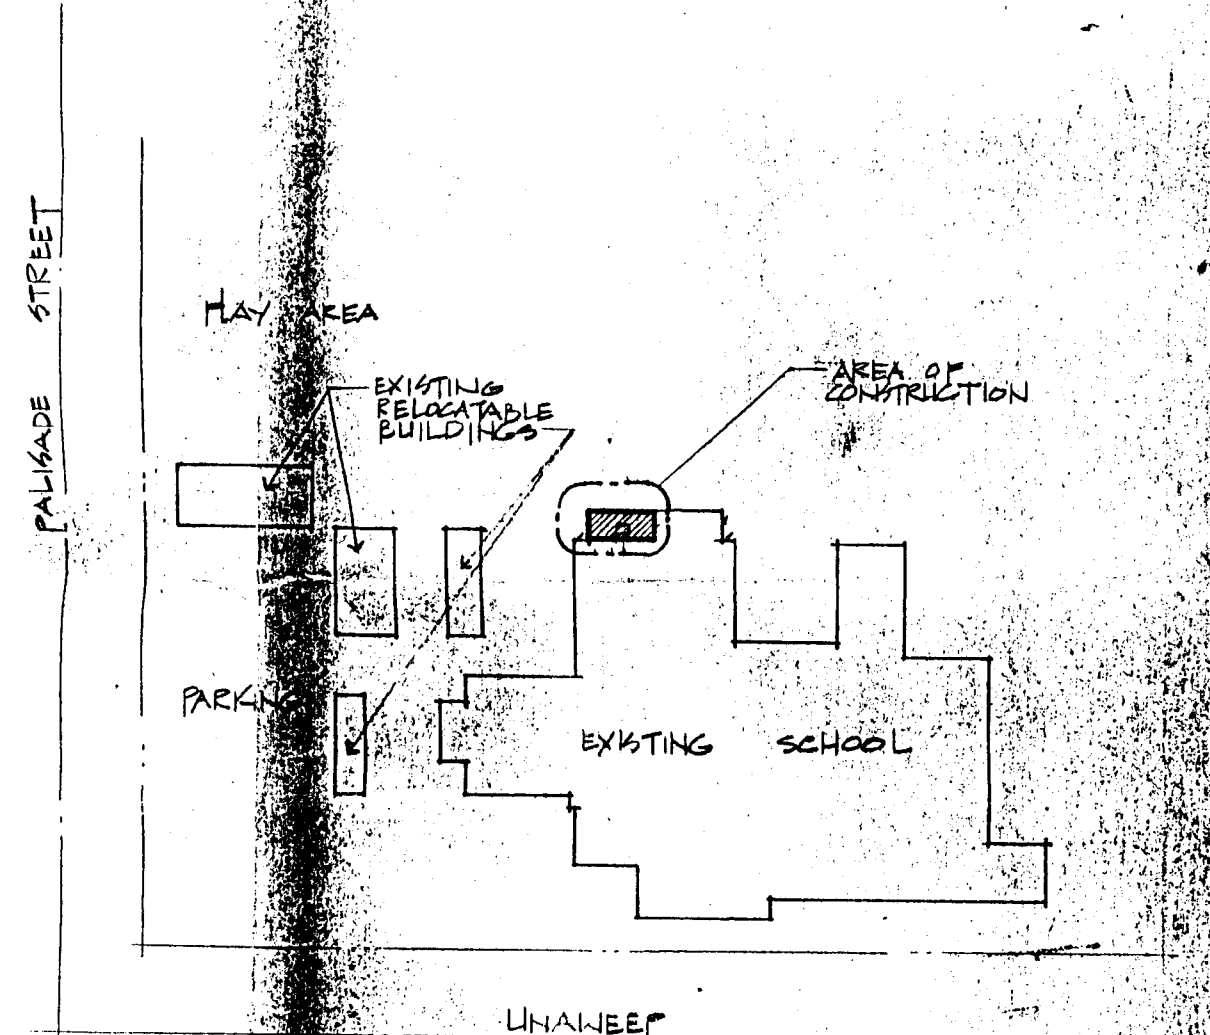 PALISADE STREET
PLAY AREA
EXISTING
RELOCATABLE
BUILDINGS
AREA OF
CONSTRUCTION
PARKING
EXISTING SCHOOL
UNAWEEP